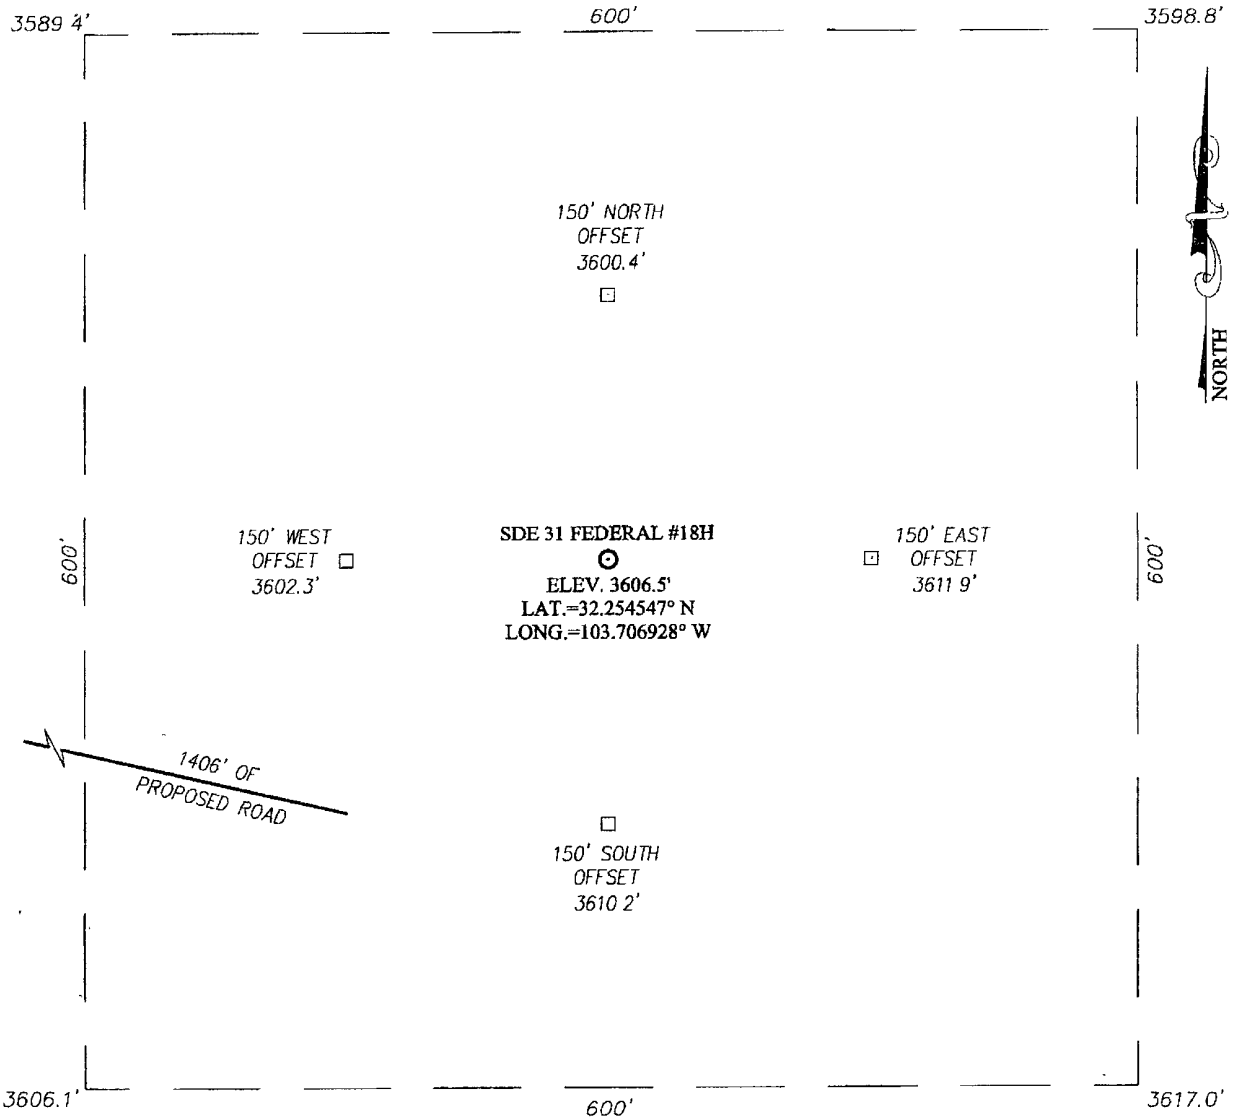 3589 4'
600'
3598.8'
150' NORTH
OFFSET
3600.4'
NORTH
600'
150' WEST
OFFSET
3602.3'
SDE 31 FEDERAL #18H
ELEV. 3606.5'
LAT.=32.254547° N
LONG.=103.706928° W
150' EAST
OFFSET
3611 9'
600'
1406' OF
PROPOSED ROAD
150' SOUTH
OFFSET
3610 2'
3606.1'
600'
3617.0'